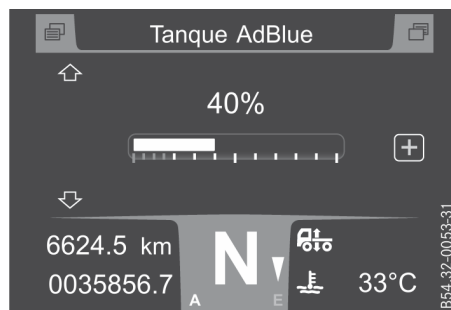 Tanque AdBlue
40%
6624.5 km
0035856.7
N
A
E
33°C
B54.32-0053-31